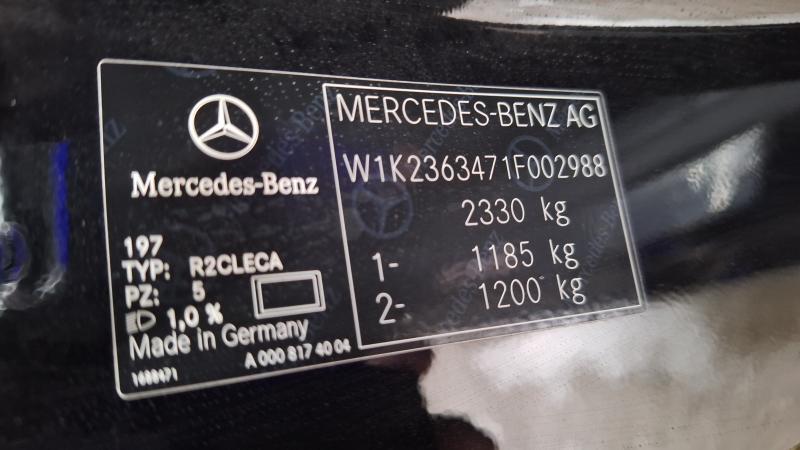 Mercedes-Benz
197
TYP: R2CLECA
PZ: 5
1,0 %
Made in Germany
A 000 817 40 04
1688471
MERCEDES-BENZ AG
W1K2363471F002988
2330 kg
1- 1185 kg
2- 1200 kg